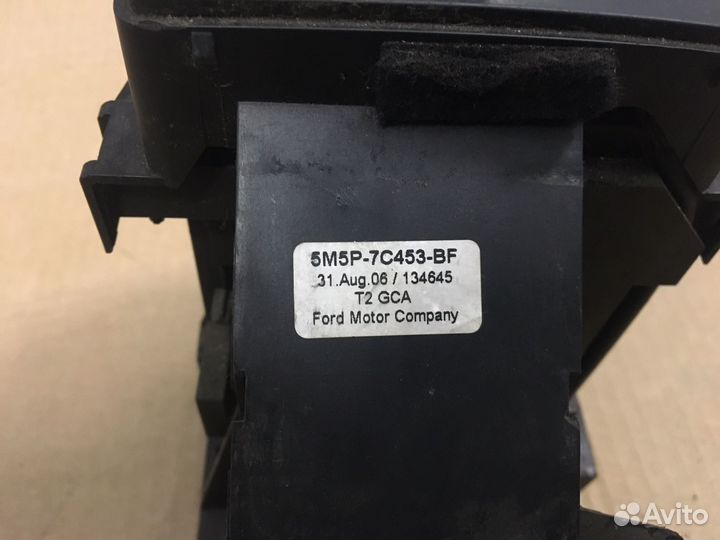 5M5P-7C453-BF
31.Aug.06 / 134645
T2 GCA
Ford Motor Company
Avito